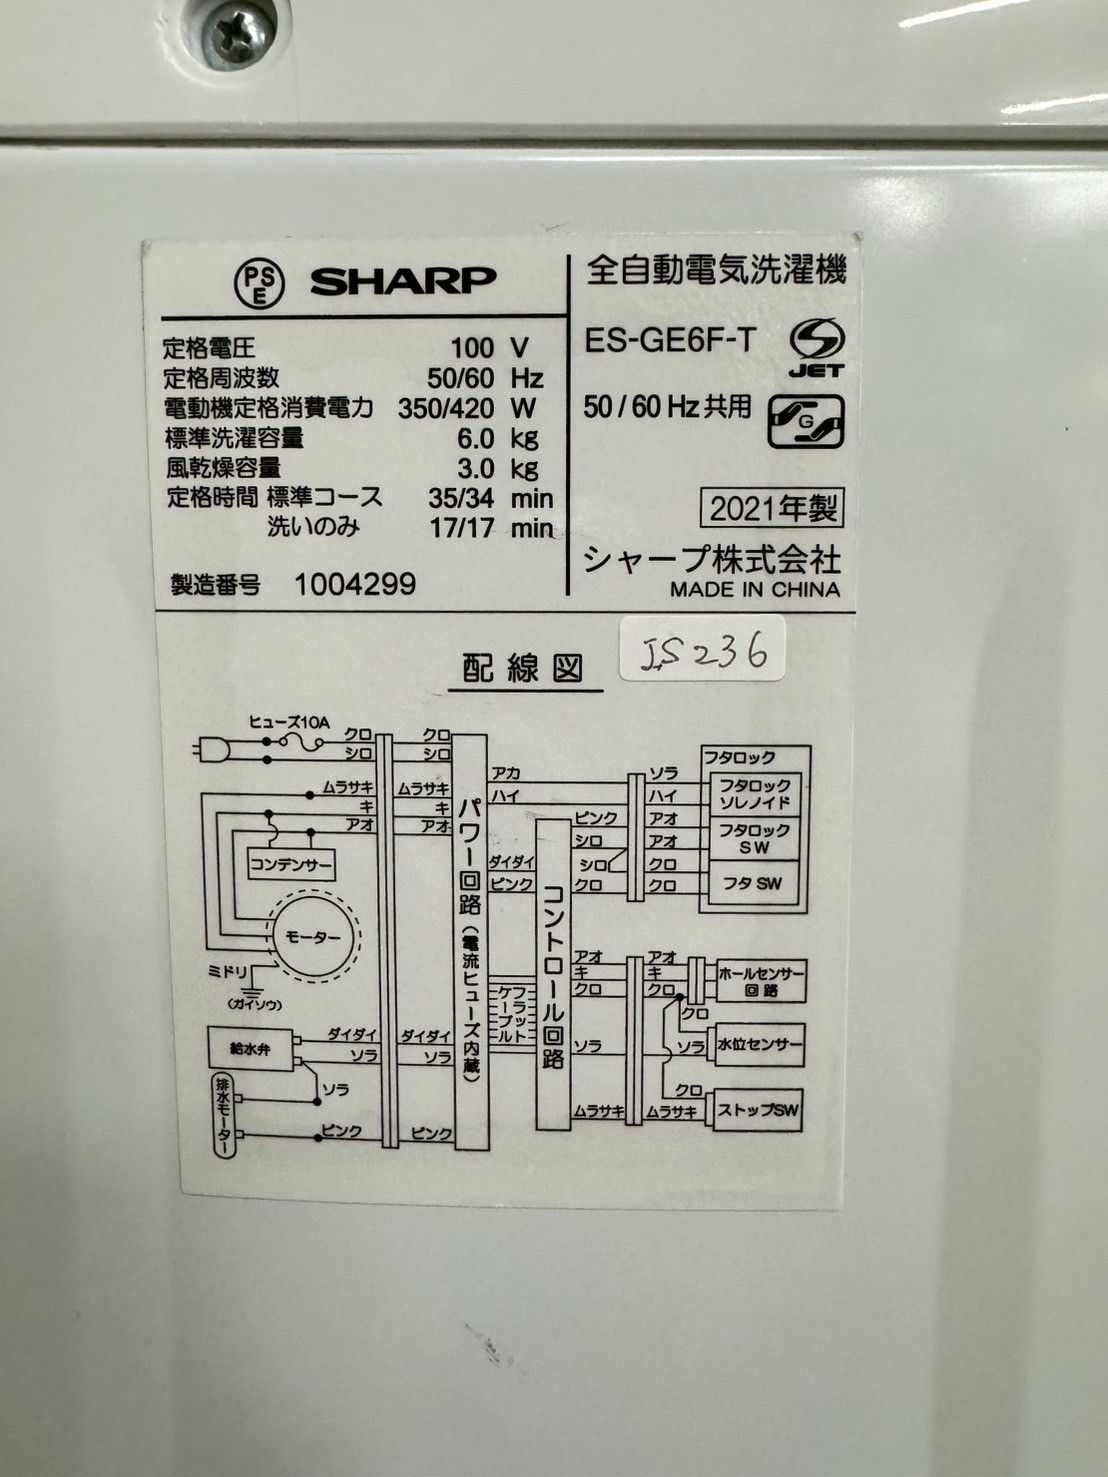 PSE SHARP
定格電圧 100 V
定格周波数 50/60 Hz
電動機定格消費電力 350/420 W
標準洗濯容量 6.0 kg
風乾燥容量 3.0 kg
定格時間 標準コース 35/34 min
洗いのみ 17/17 min
製造番号 1004299
全自動電気洗濯機
ES-GE6F-T
S JET
50/60 Hz共用 G
2021年製
シャープ株式会社
MADE IN CHINA
配線図
JS236
ヒューズ10A
クロ クロ
シロ シロ
ムラサキ ムラサキ
キ キ
アオ アオ
コンデンサー
モーター
ミドリ
(ガイソウ)
給水弁
ダイダイ ダイダイ
ソラ ソラ
ソラ
排水モーター
ピンク ピンク
パワー回路(電流ヒューズ内蔵)
アカ
ハイ
ダイダイ
ピンク
フラットケーブル
コントロール回路
ピンク
シロ
シロ
クロ
ソラ
ハイ
アオ
アオ
クロ
クロ
フタロック
フタロック
ソレノイド
フタロック
SW
フタSW
アオ アオ
キ キ
クロ クロ
ホールセンサー
回路
クロ
ソラ ソラ
水位センサー
クロ
ムラサキ ムラサキ
ストップSW